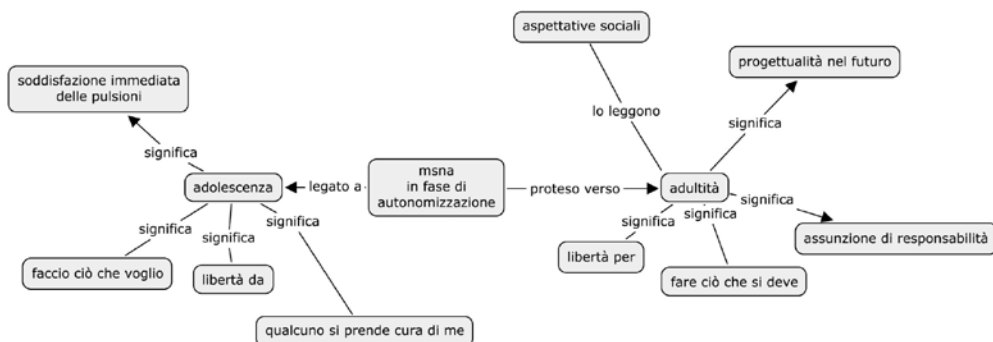 aspettative sociali
soddisfazione immediata
delle pulsioni
progettualità nel futuro
lo leggono
significa
significa
msna
in fase di
autonomizzazione
adolescenza
legato a
proteso verso
adultità
significa
significa
significa
significa
significa
significa
assunzione di responsabilità
libertà per
faccio ciò che voglio
libertà da
fare ciò che si deve
qualcuno si prende cura di me